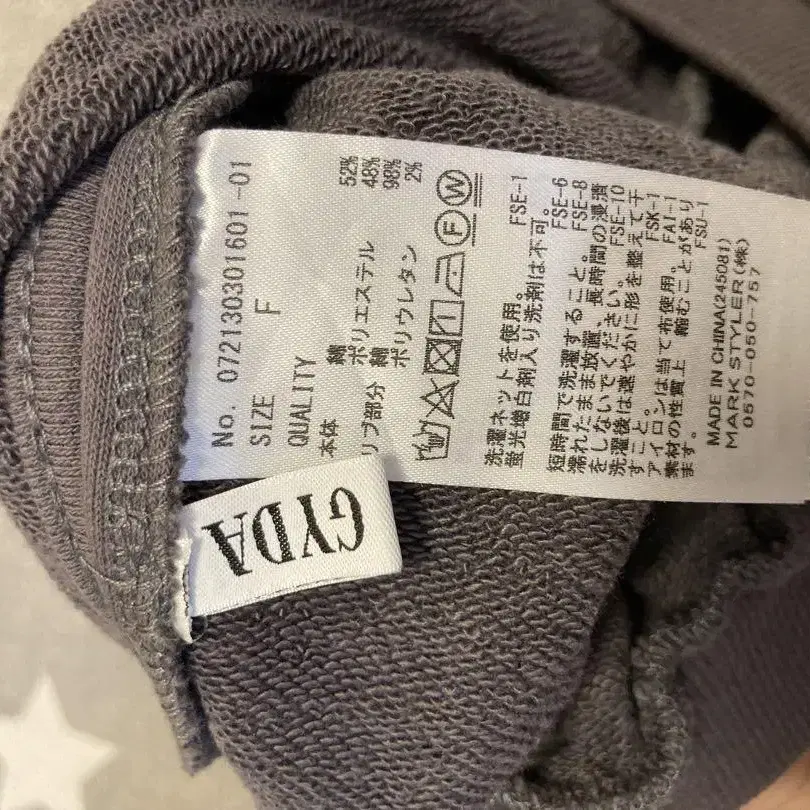 No. 072130301601-01
SIZE F
QUALITY
本体 綿 52%
ポリエステル 48%
リブ部分 綿 98%
ポリウレタン 2%
F W
洗濯ネットを使用。 FSE-1
蛍光増白剤入り洗剤は不可。
短時間で洗濯すること。 FSE-6
濡れたまま放置、長時間の浸漬 FSE-8
をしないでください。 FSE-10
洗濯後は速やかに形を整えて干
すこと。 FSK-1
アイロンは当て布使用。 FAI-1
素材の性質上 縮むことがあり
ます。 FSU-1
MADE IN CHINA(245081)
MARK STYLER(株)
0570-050-757
GYDA